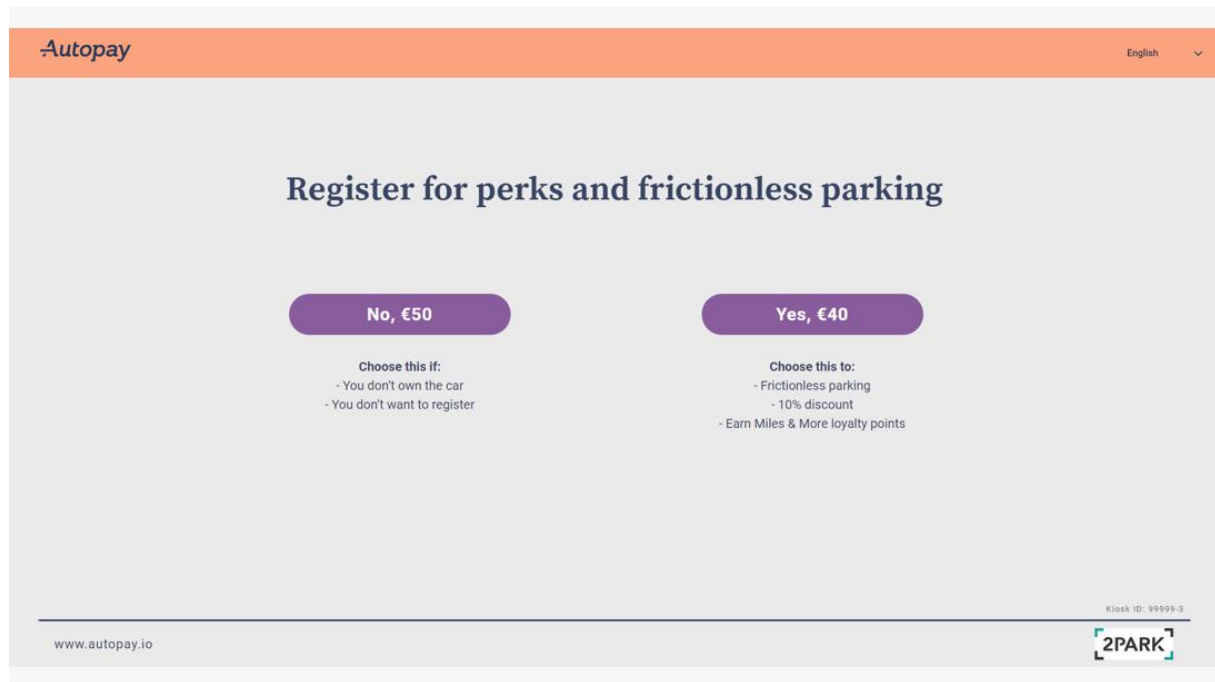 Autopay
English
Register for perks and frictionless parking
No, €50
Choose this if:
- You don't own the car
- You don't want to register
Yes, €40
Choose this to:
- Frictionless parking
- 10% discount
- Earn Miles & More loyalty points
Kiosk ID: 99999-3
www.autopay.io
2PARK